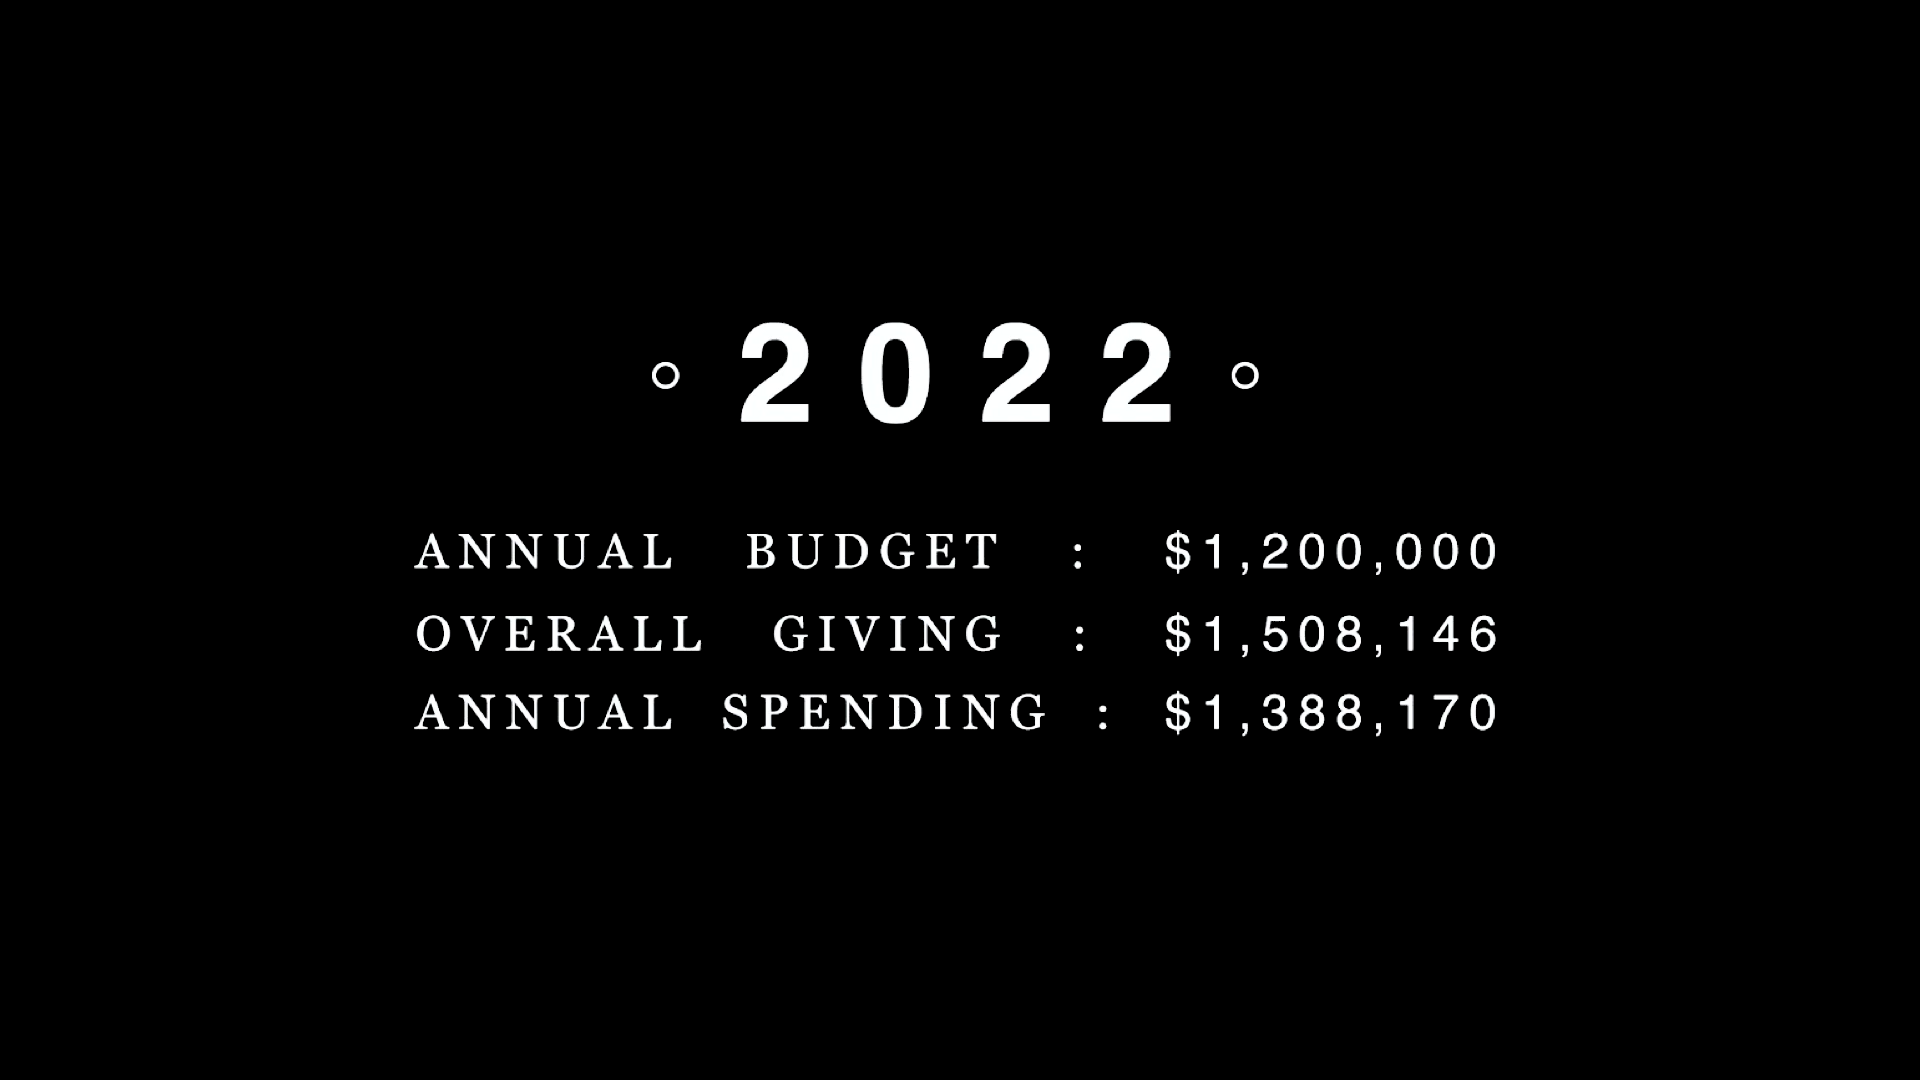 ◦ 2022 ◦
ANNUAL BUDGET : $1,200,000
OVERALL GIVING : $1,508,146
ANNUAL SPENDING : $1,388,170